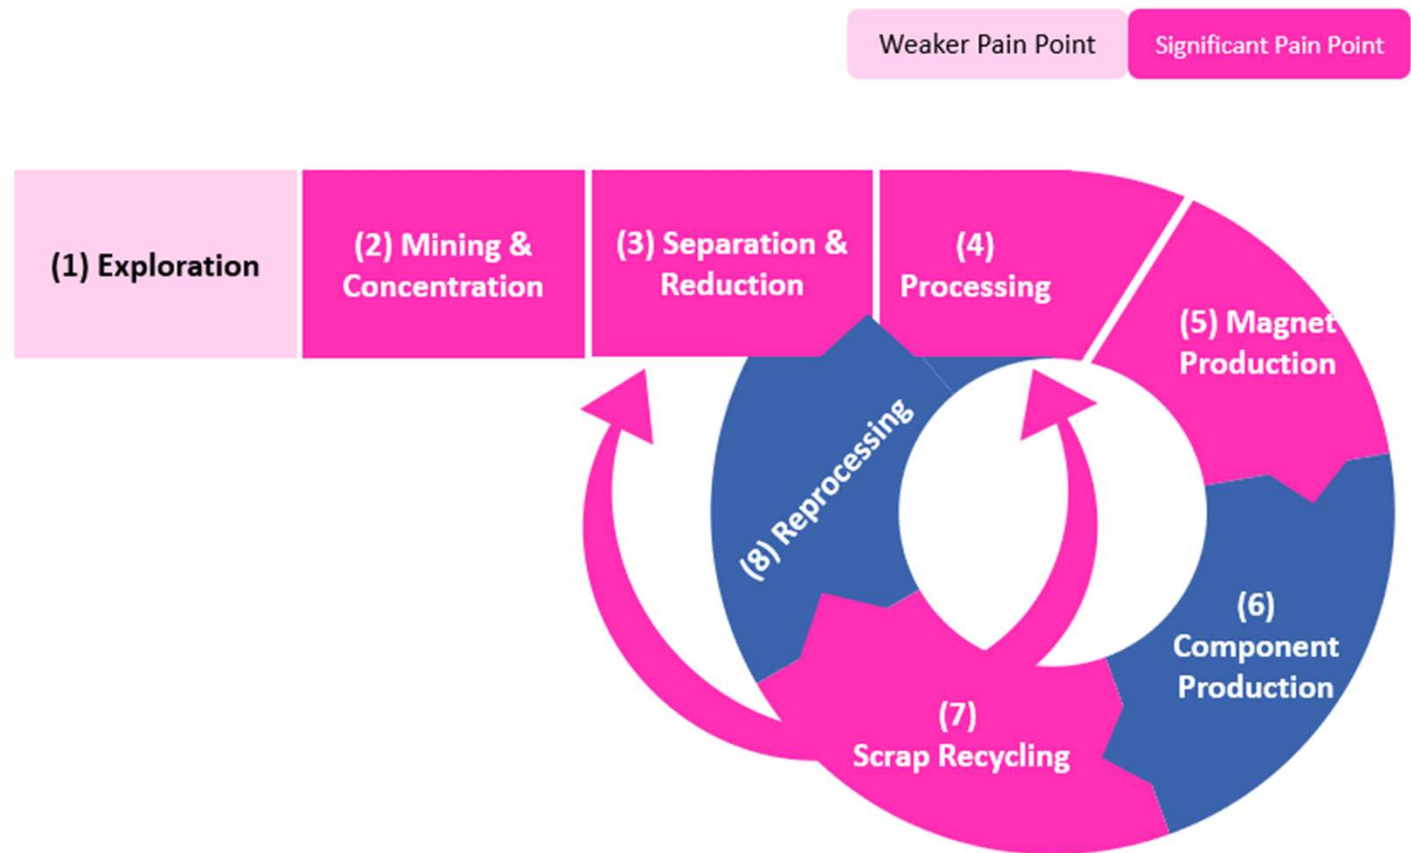 Weaker Pain Point
Significant Pain Point
(1) Exploration
(2) Mining &
Concentration
(3) Separation &
Reduction
(4)
Processing
(5) Magnet
Production
(6)
Component
Production
(7)
Scrap Recycling
(8) Reprocessing